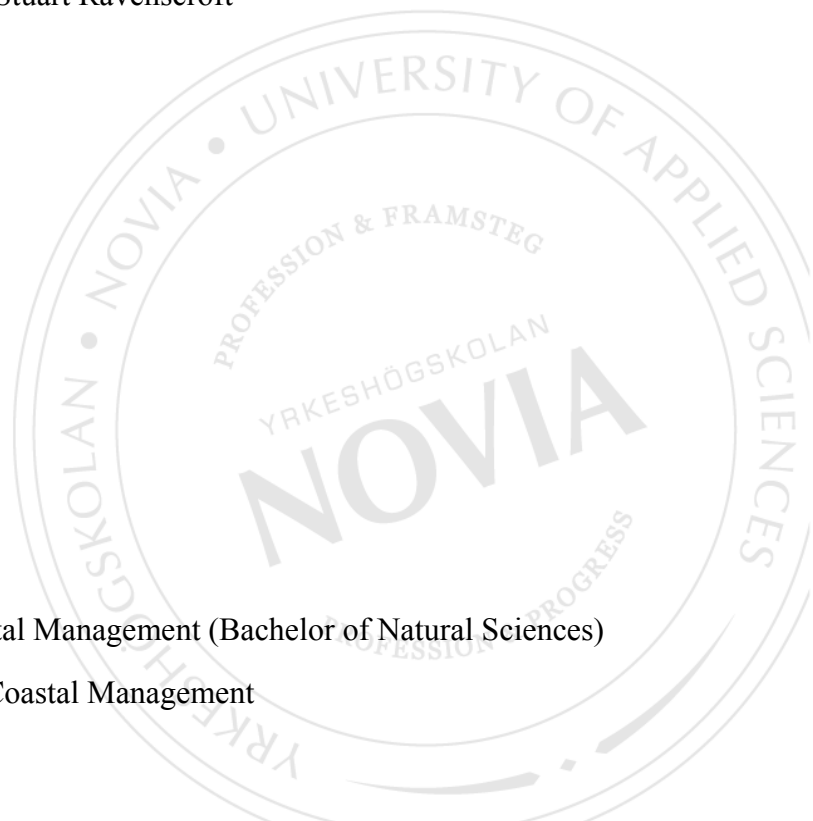 Stuart Ravenscroft
YRKESHÖGSKOLAN • NOVIA • UNIVERSITY OF APPLIED SCIENCES
PROFESSION & FRAMSTEG
YRKESHÖGSKOLAN
NOVIA
PROFESSION & PROGRESS
tal Management (Bachelor of Natural Sciences)
Coastal Management